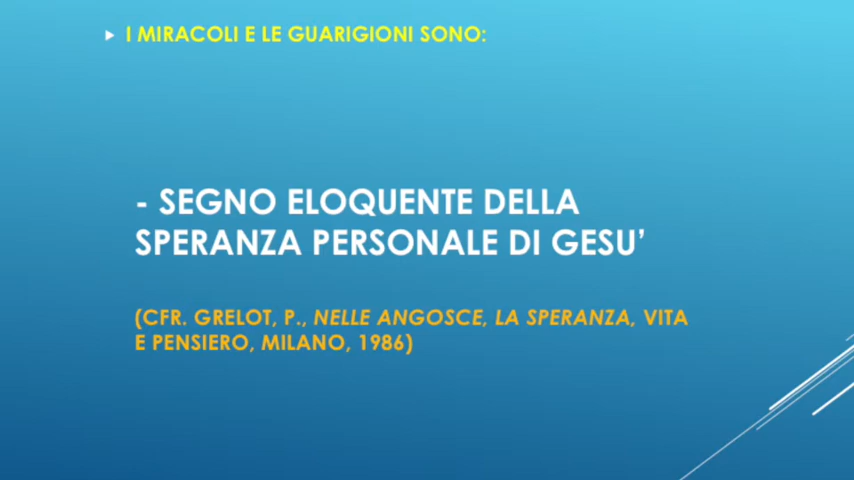 I MIRACOLI E LE GUARIGIONI SONO:
- SEGNO ELOQUENTE DELLA
SPERANZA PERSONALE DI GESU’
(CFR. GRELOT, P., NELLE ANGOSCE, LA SPERANZA, VITA
E PENSIERO, MILANO, 1986)